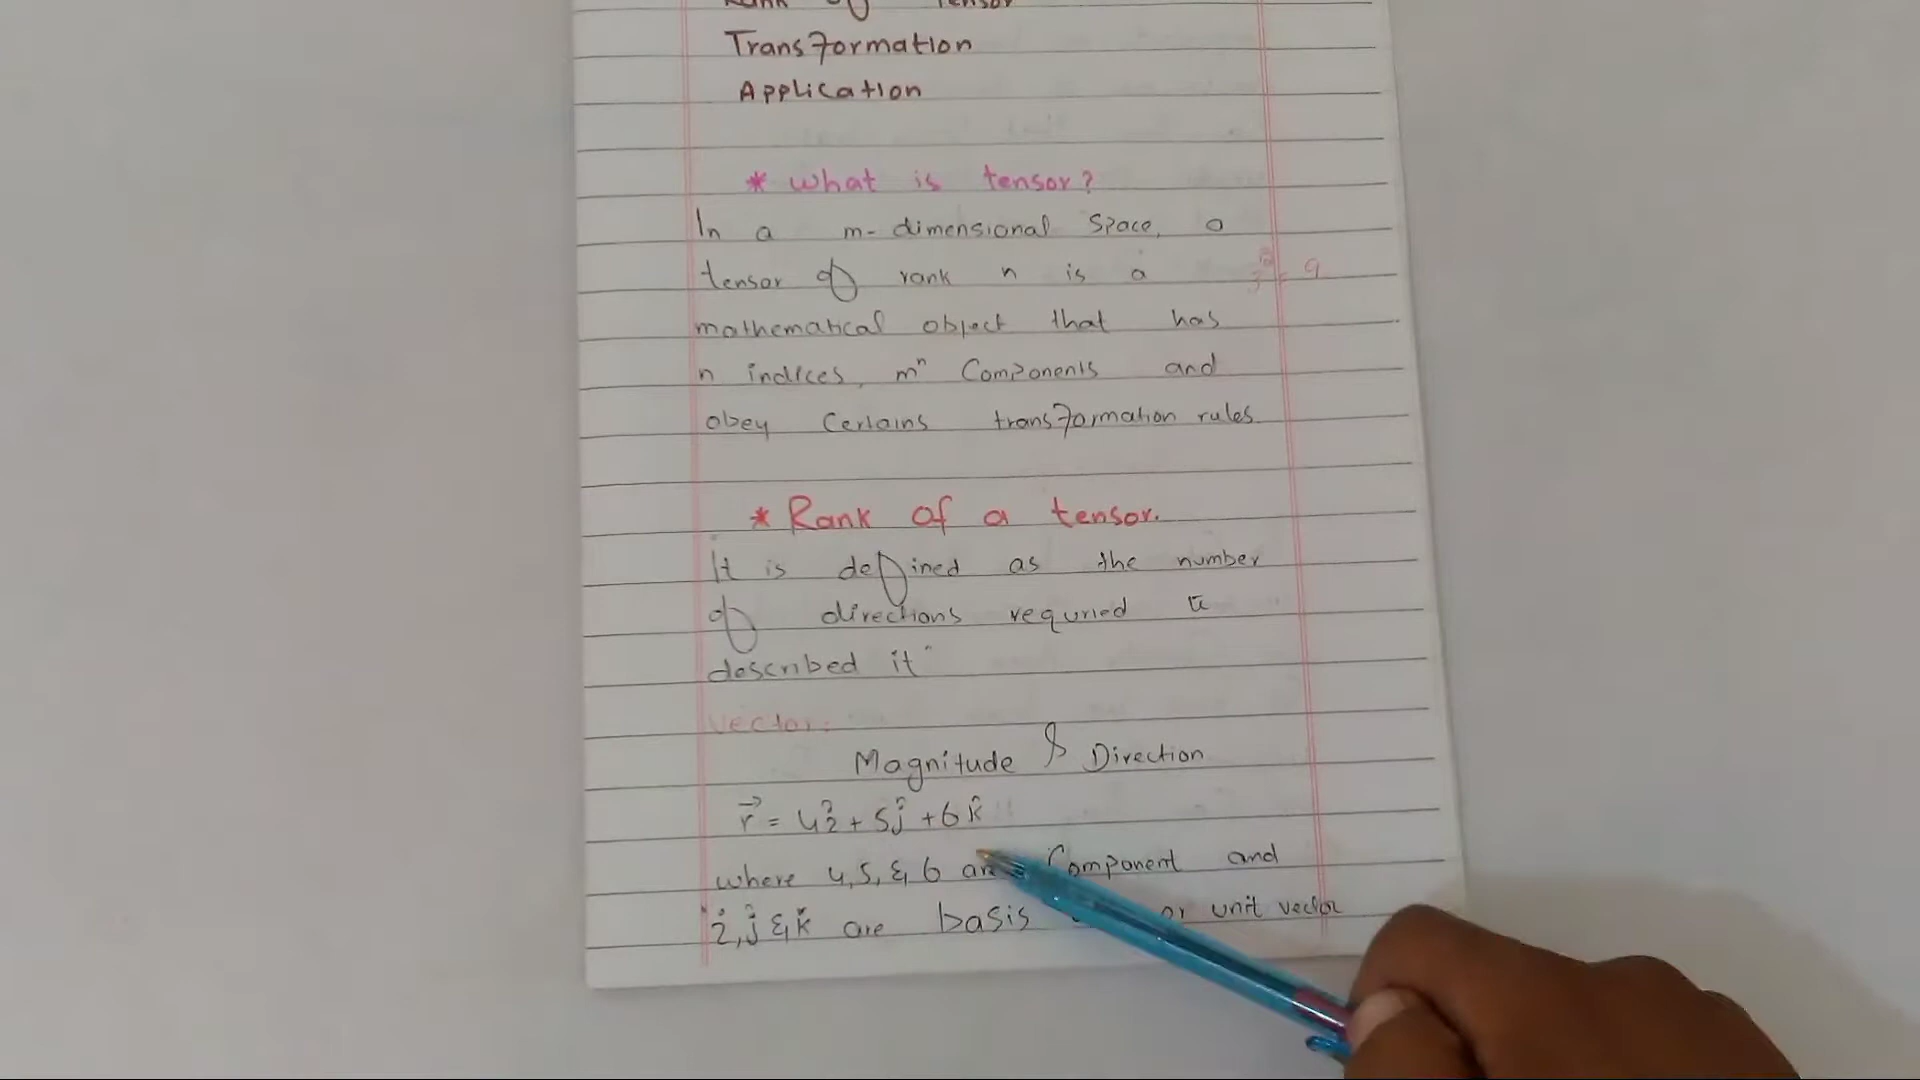 Rank of Tensor
Transformation
Application
* What is tensor?
In a m-dimensional Space, a
tensor of rank n is a
mathematical object that has
n indices, mⁿ Components and
obey Certains transformation rules
* Rank of a tensor.
It is defined as the number
of directions requried to
described it"
Vector:
Magnitude & Direction
r⃗ = 4î + 5ĵ + 6k̂
where 4, 5, & 6 are Component and
î, ĵ & k̂ are basis or unit vector